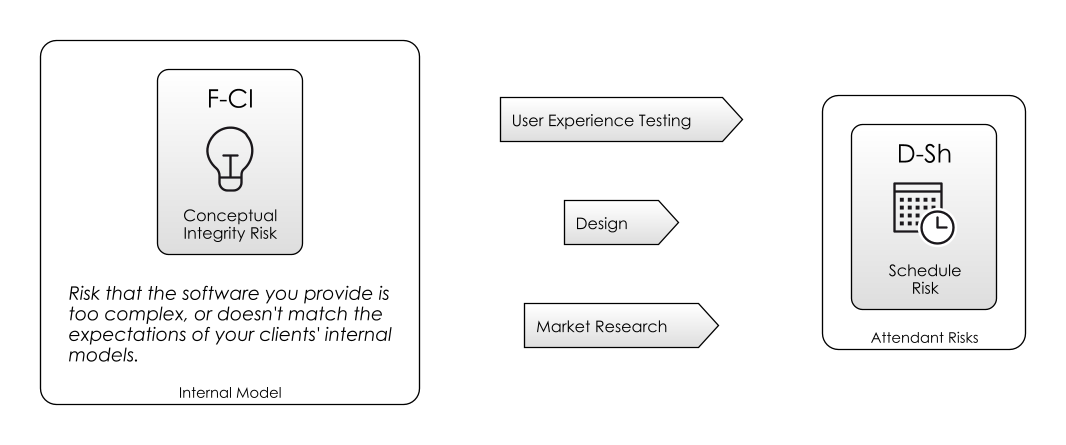 F-CI
Conceptual
Integrity Risk
Risk that the software you provide is
too complex, or doesn't match the
expectations of your clients' internal
models.
Internal Model
User Experience Testing
Design
Market Research
D-Sh
Schedule
Risk
Attendant Risks